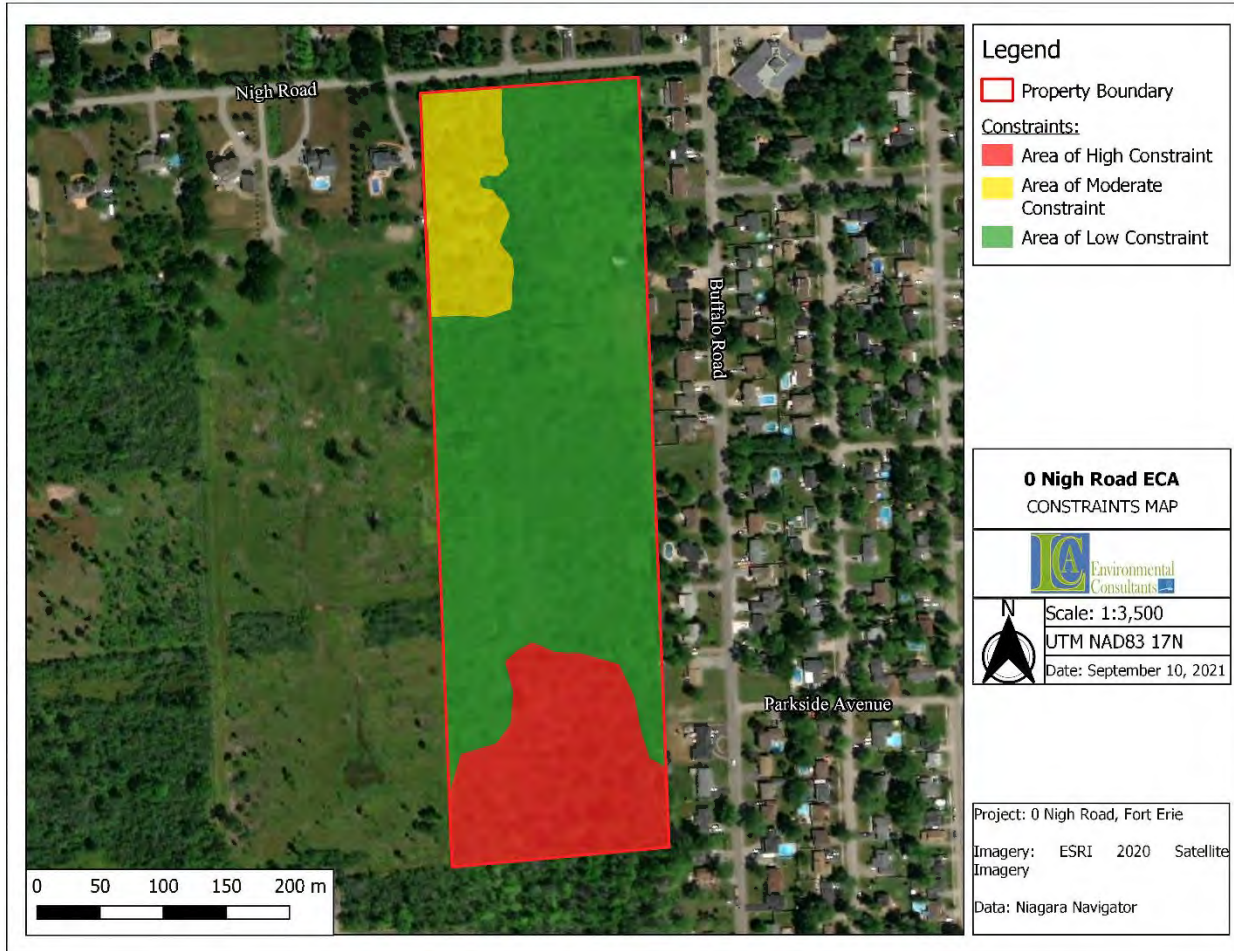 Nigh Road
Buffalo Road
Parkside Avenue
0 50 100 150 200 m
Legend
Property Boundary
Constraints:
Area of High Constraint
Area of Moderate
Constraint
Area of Low Constraint
0 Nigh Road ECA
CONSTRAINTS MAP
LCA
Environmental
Consultants
N
Scale: 1:3,500
UTM NAD83 17N
Date: September 10, 2021
Project: 0 Nigh Road, Fort Erie
Imagery: ESRI 2020 Satellite
Imagery
Data: Niagara Navigator